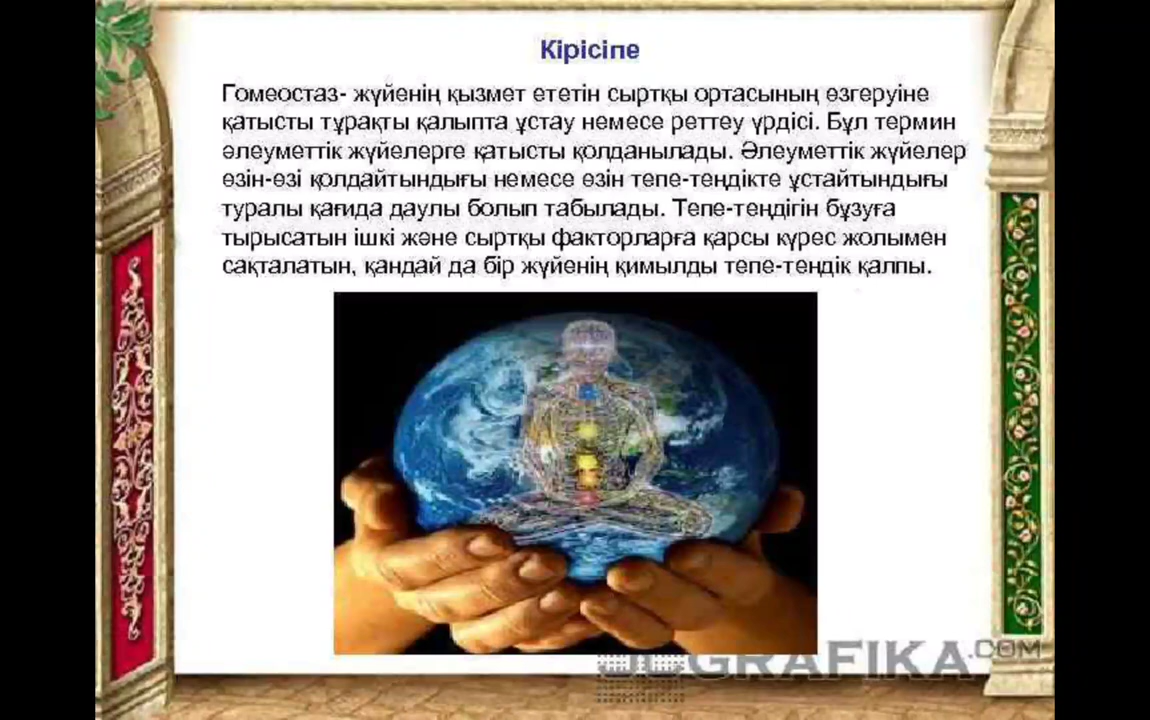 Кірісіпе
Гомеостаз- жүйенің қызмет ететін сыртқы ортасының өзгеруіне
қатысты тұрақты қалыпта ұстау немесе реттеу үрдісі. Бұл термин
әлеуметтік жүйелерге қатысты қолданылады. Әлеуметтік жүйелер
өзін-өзі қолдайтындығы немесе өзін тепе-теңдікте ұстайтындығы
туралы қағида даулы болып табылады. Тепе-теңдігін бұзуға
тырысатын ішкі және сыртқы факторларға қарсы күрес жолымен
сақталатын, қандай да бір жүйенің қимылды тепе-теңдік қалпы.
GRAFIKA.COM